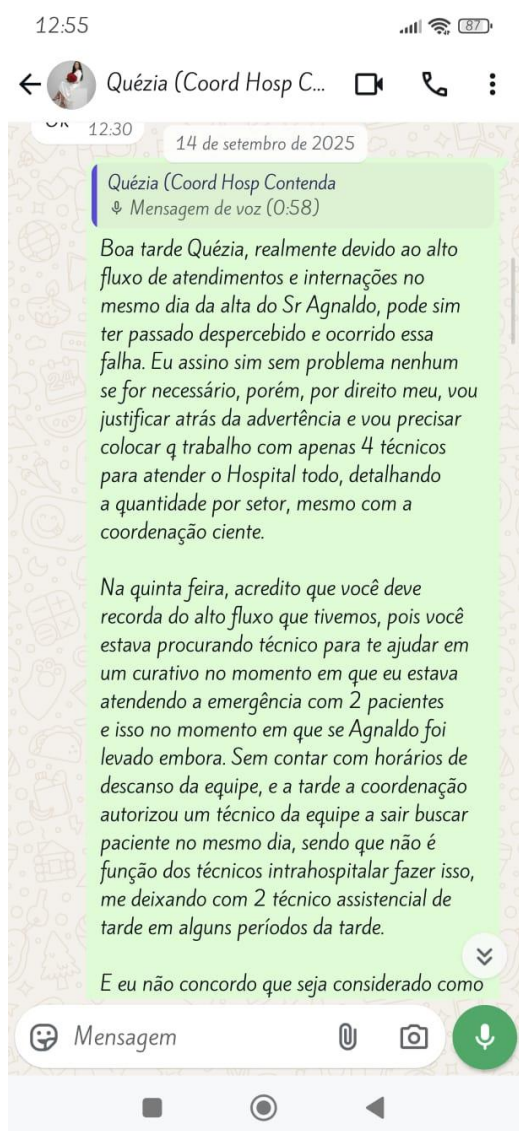 12:55
87
Quézia (Coord Hosp C...
OK 12:30
14 de setembro de 2025
Quézia (Coord Hosp Contenda
Mensagem de voz (0:58)
Boa tarde Quézia, realmente devido ao alto
fluxo de atendimentos e internações no
mesmo dia da alta do Sr Agnaldo, pode sim
ter passado despercebido e ocorrido essa
falha. Eu assino sim sem problema nenhum
se for necessário, porém, por direito meu, vou
justificar atrás da advertência e vou precisar
colocar q trabalho com apenas 4 técnicos
para atender o Hospital todo, detalhando
a quantidade por setor, mesmo com a
coordenação ciente.
Na quinta feira, acredito que você deve
recorda do alto fluxo que tivemos, pois você
estava procurando técnico para te ajudar em
um curativo no momento em que eu estava
atendendo a emergência com 2 pacientes
e isso no momento em que se Agnaldo foi
levado embora. Sem contar com horários de
descanso da equipe, e a tarde a coordenação
autorizou um técnico da equipe a sair buscar
paciente no mesmo dia, sendo que não é
função dos técnicos intrahospitalar fazer isso,
me deixando com 2 técnico assistencial de
tarde em alguns períodos da tarde.
E eu não concordo que seja considerado como
Mensagem